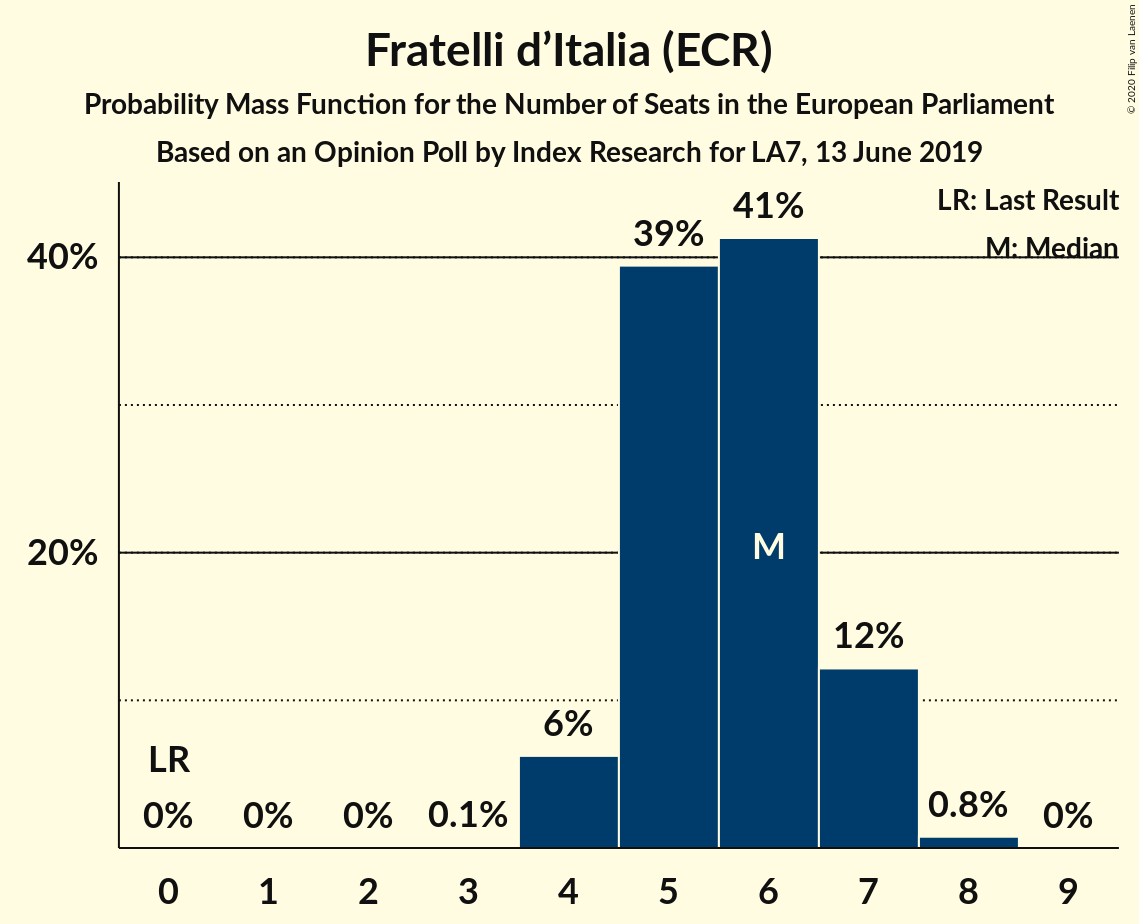 Fratelli d’Italia (ECR)
Probability Mass Function for the Number of Seats in the European Parliament
Based on an Opinion Poll by Index Research for LA7, 13 June 2019
© 2020 Filip van Laenen
LR: Last Result
M: Median
40%
20%
LR
0%
0%
0%
0.1%
6%
39%
41%
M
12%
0.8%
0%
0 1 2 3 4 5 6 7 8 9